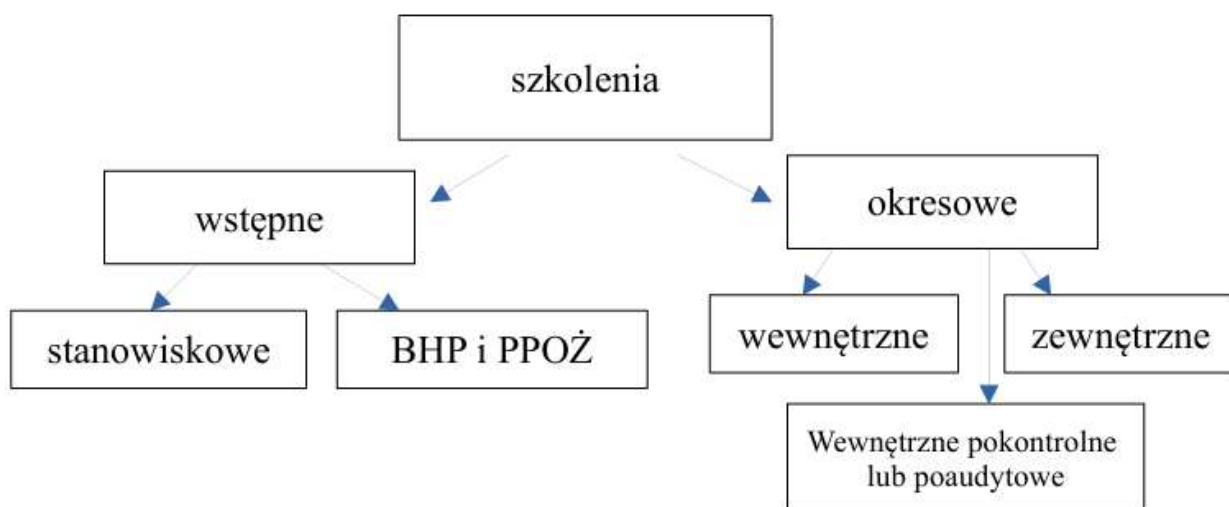 szkolenia
wstępne
okresowe
stanowiskowe
BHP i PPOŻ
wewnętrzne
zewnętrzne
Wewnętrzne pokontrolne
lub poaudytowe